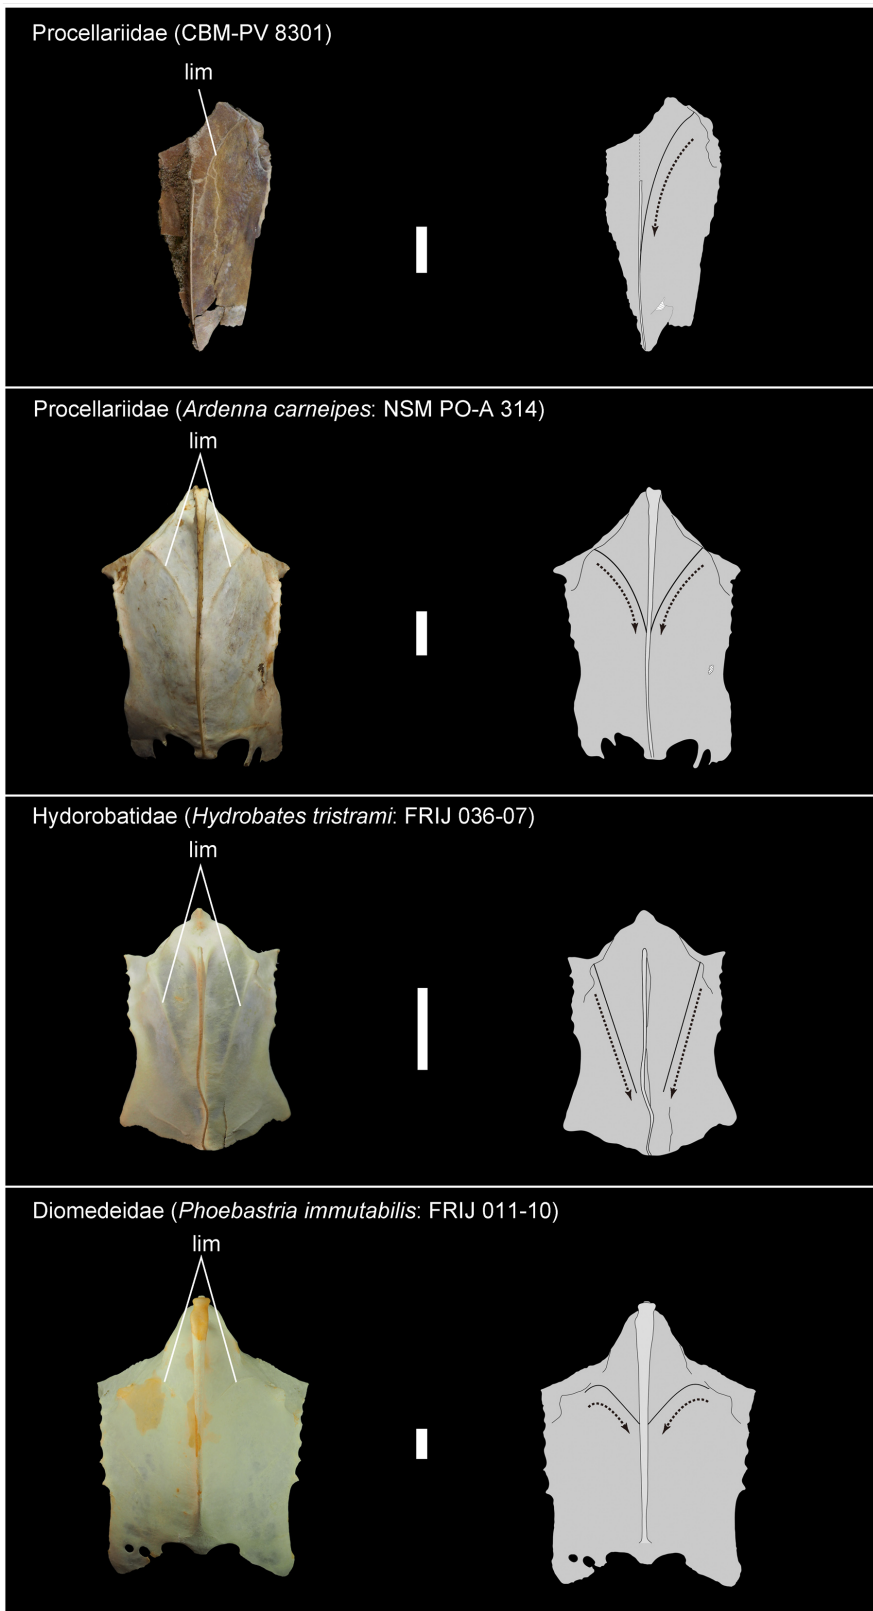 Procellariidae (CBM-PV 8301)
lim
Procellariidae (Ardenna carneipes: NSM PO-A 314)
lim
Hydorobatidae (Hydrobates tristrami: FRIJ 036-07)
lim
Diomedeidae (Phoebastria immutabilis: FRIJ 011-10)
lim